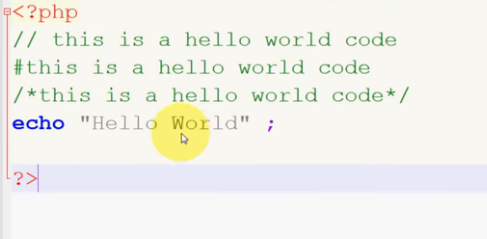 <?php
// this is a hello world code
#this is a hello world code
/*this is a hello world code*/
echo "Hello World" ;
?>